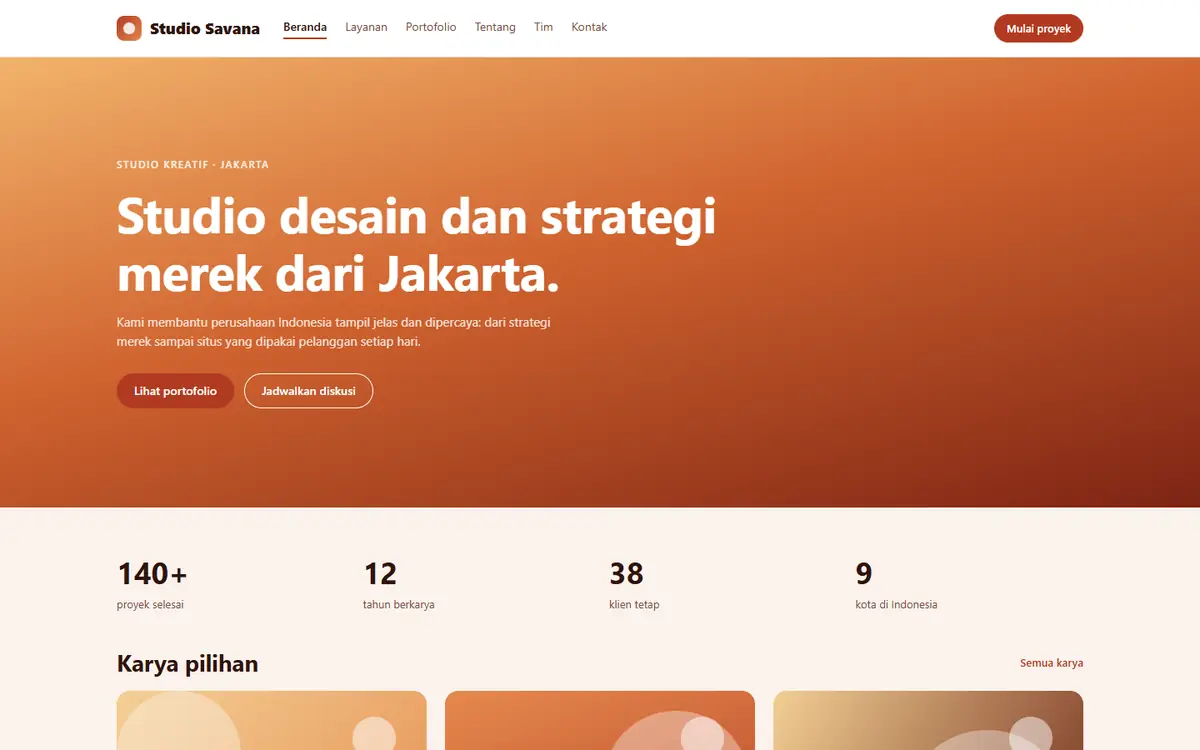 Studio Savana
Beranda
Layanan
Portofolio
Tentang
Tim
Kontak
Mulai proyek
STUDIO KREATIF · JAKARTA
Studio desain dan strategi
merek dari Jakarta.
Kami membantu perusahaan Indonesia tampil jelas dan dipercaya: dari strategi
merek sampai situs yang dipakai pelanggan setiap hari.
Lihat portofolio
Jadwalkan diskusi
140+
proyek selesai
12
tahun berkarya
38
klien tetap
9
kota di Indonesia
Karya pilihan
Semua karya